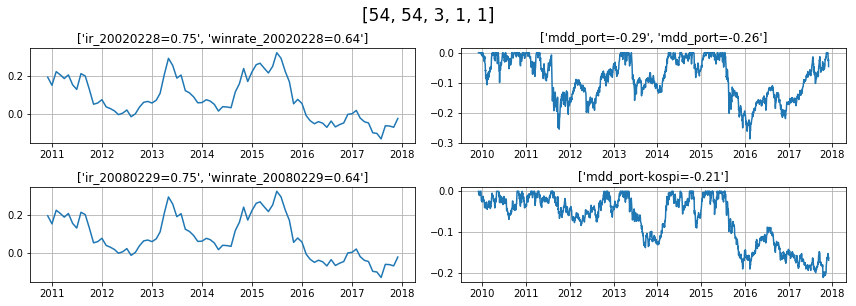 [54, 54, 3, 1, 1]
['ir_20020228=0.75', 'winrate_20020228=0.64']
0.2
0.0
2011 2012 2013 2014 2015 2016 2017 2018
['mdd_port=-0.29', 'mdd_port=-0.26']
0.0
−0.1
−0.2
−0.3
2010 2011 2012 2013 2014 2015 2016 2017 2018
['ir_20080229=0.75', 'winrate_20080229=0.64']
0.2
0.0
2011 2012 2013 2014 2015 2016 2017 2018
['mdd_port-kospi=-0.21']
0.0
−0.1
−0.2
2010 2011 2012 2013 2014 2015 2016 2017 2018